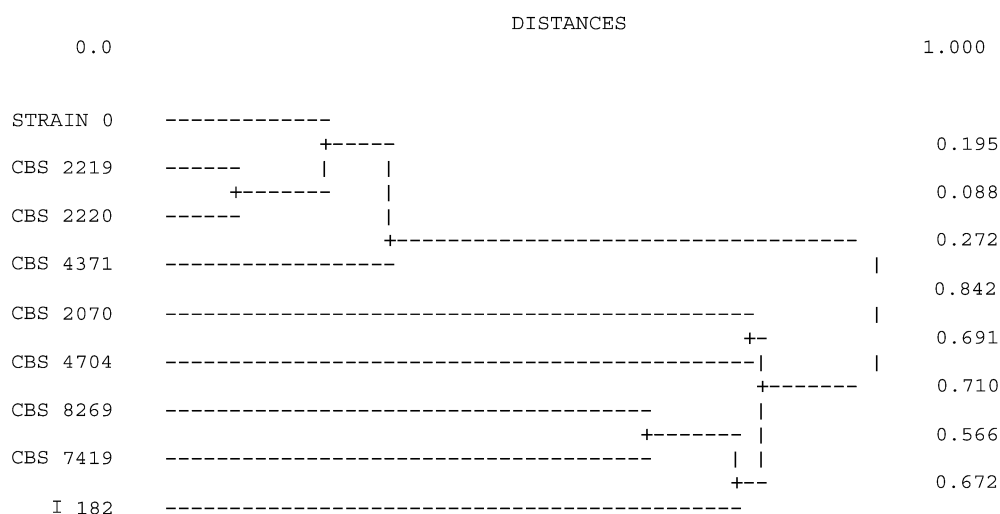 DISTANCES
0.0 1.000
STRAIN 0
0.195
CBS 2219
0.088
CBS 2220
0.272
CBS 4371
0.842
CBS 2070
0.691
CBS 4704
0.710
CBS 8269
0.566
CBS 7419
0.672
I 182